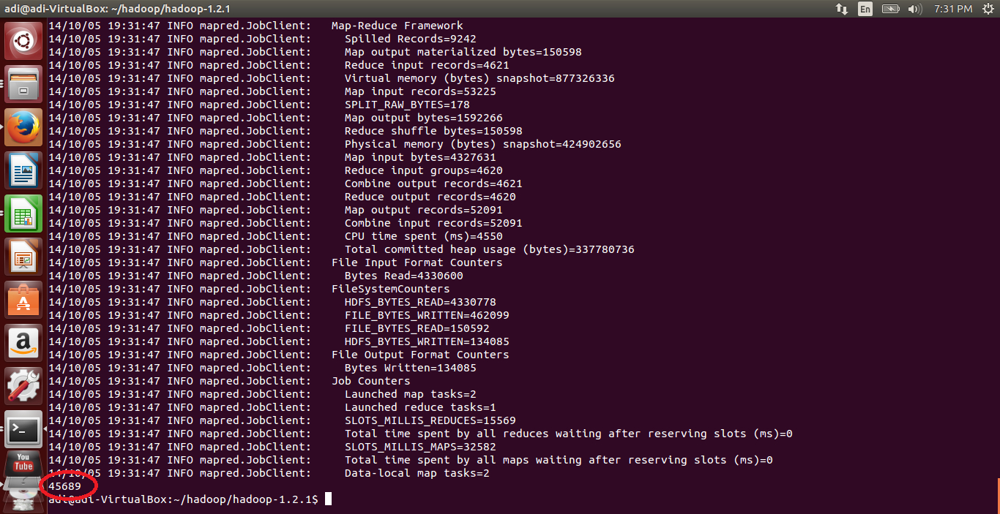 adi@adi-VirtualBox: ~/hadoop/hadoop-1.2.1 En 7:31 PM
14/10/05 19:31:47 INFO mapred.JobClient:   Map-Reduce Framework
14/10/05 19:31:47 INFO mapred.JobClient:     Spilled Records=9242
14/10/05 19:31:47 INFO mapred.JobClient:     Map output materialized bytes=150598
14/10/05 19:31:47 INFO mapred.JobClient:     Reduce input records=4621
14/10/05 19:31:47 INFO mapred.JobClient:     Virtual memory (bytes) snapshot=877326336
14/10/05 19:31:47 INFO mapred.JobClient:     Map input records=53225
14/10/05 19:31:47 INFO mapred.JobClient:     SPLIT_RAW_BYTES=178
14/10/05 19:31:47 INFO mapred.JobClient:     Map output bytes=1592266
14/10/05 19:31:47 INFO mapred.JobClient:     Reduce shuffle bytes=150598
14/10/05 19:31:47 INFO mapred.JobClient:     Physical memory (bytes) snapshot=424902656
14/10/05 19:31:47 INFO mapred.JobClient:     Map input bytes=4327631
14/10/05 19:31:47 INFO mapred.JobClient:     Reduce input groups=4620
14/10/05 19:31:47 INFO mapred.JobClient:     Combine output records=4621
14/10/05 19:31:47 INFO mapred.JobClient:     Reduce output records=4620
14/10/05 19:31:47 INFO mapred.JobClient:     Map output records=52091
14/10/05 19:31:47 INFO mapred.JobClient:     Combine input records=52091
14/10/05 19:31:47 INFO mapred.JobClient:     CPU time spent (ms)=4550
14/10/05 19:31:47 INFO mapred.JobClient:     Total committed heap usage (bytes)=337780736
14/10/05 19:31:47 INFO mapred.JobClient:   File Input Format Counters
14/10/05 19:31:47 INFO mapred.JobClient:     Bytes Read=4330600
14/10/05 19:31:47 INFO mapred.JobClient:   FileSystemCounters
14/10/05 19:31:47 INFO mapred.JobClient:     HDFS_BYTES_READ=4330778
14/10/05 19:31:47 INFO mapred.JobClient:     FILE_BYTES_WRITTEN=462099
14/10/05 19:31:47 INFO mapred.JobClient:     FILE_BYTES_READ=150592
14/10/05 19:31:47 INFO mapred.JobClient:     HDFS_BYTES_WRITTEN=134085
14/10/05 19:31:47 INFO mapred.JobClient:   File Output Format Counters
14/10/05 19:31:47 INFO mapred.JobClient:     Bytes Written=134085
14/10/05 19:31:47 INFO mapred.JobClient:   Job Counters
14/10/05 19:31:47 INFO mapred.JobClient:     Launched map tasks=2
14/10/05 19:31:47 INFO mapred.JobClient:     Launched reduce tasks=1
14/10/05 19:31:47 INFO mapred.JobClient:     SLOTS_MILLIS_REDUCES=15569
14/10/05 19:31:47 INFO mapred.JobClient:     Total time spent by all reduces waiting after reserving slots (ms)=0
14/10/05 19:31:47 INFO mapred.JobClient:     SLOTS_MILLIS_MAPS=32582
14/10/05 19:31:47 INFO mapred.JobClient:     Total time spent by all maps waiting after reserving slots (ms)=0
14/10/05 19:31:47 INFO mapred.JobClient:     Data-local map tasks=2
45689
adi@adi-VirtualBox:~/hadoop/hadoop-1.2.1$
You
Tube